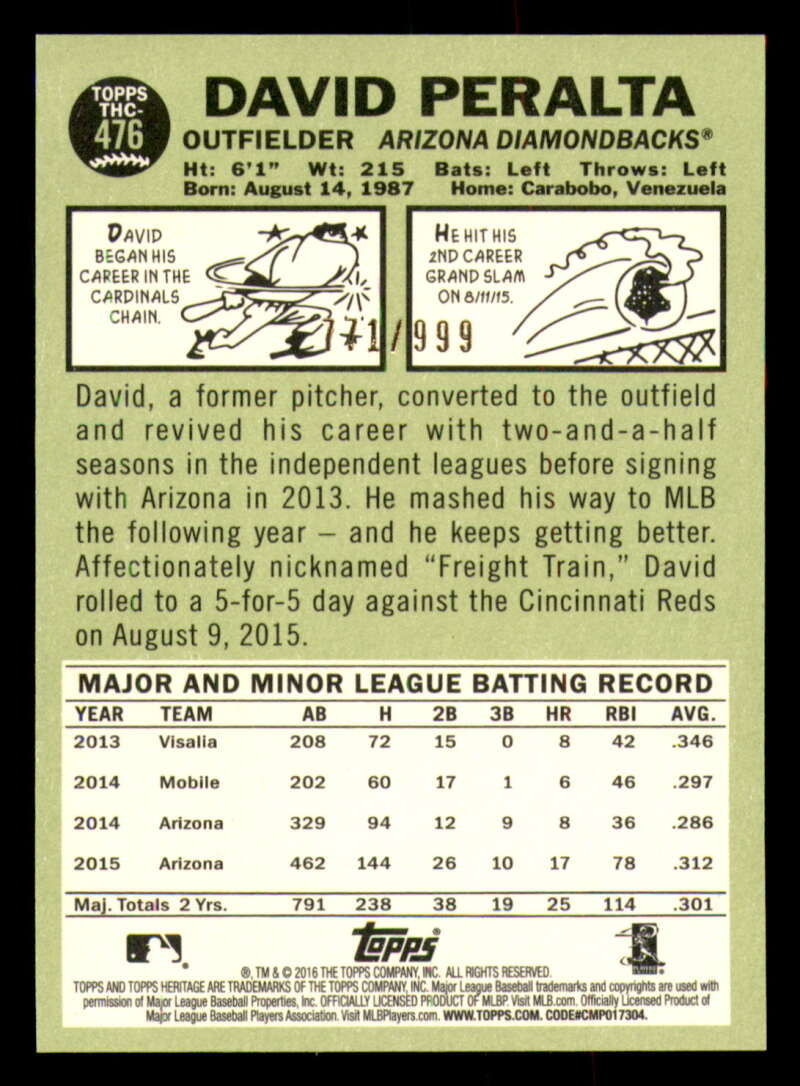 TOPPS
THC-
476
DAVID PERALTA
OUTFIELDER ARIZONA DIAMONDBACKS®
Ht: 6'1" Wt: 215 Bats: Left Throws: Left
Born: August 14, 1987 Home: Carabobo, Venezuela
DAVID
BEGAN HIS
CAREER IN THE
CARDINALS
CHAIN.
HE HIT HIS
2ND CAREER
GRAND SLAM
ON 8/11/15.
771/999
David, a former pitcher, converted to the outfield
and revived his career with two-and-a-half
seasons in the independent leagues before signing
with Arizona in 2013. He mashed his way to MLB
the following year – and he keeps getting better.
Affectionately nicknamed “Freight Train,” David
rolled to a 5-for-5 day against the Cincinnati Reds
on August 9, 2015.
MAJOR AND MINOR LEAGUE BATTING RECORD
YEAR TEAM AB H 2B 3B HR RBI AVG.
2013 Visalia 208 72 15 0 8 42 .346
2014 Mobile 202 60 17 1 6 46 .297
2014 Arizona 329 94 12 9 8 36 .286
2015 Arizona 462 144 26 10 17 78 .312
Maj. Totals 2 Yrs. 791 238 38 19 25 114 .301
topps®
®, TM & © 2016 THE TOPPS COMPANY, INC. ALL RIGHTS RESERVED.
TOPPS AND TOPPS HERITAGE ARE TRADEMARKS OF THE TOPPS COMPANY, INC. Major League Baseball trademarks and copyrights are used with
permission of Major League Baseball Properties, Inc. OFFICIALLY LICENSED PRODUCT OF MLBP. Visit MLB.com. Officially Licensed Product of
Major League Baseball Players Association. Visit MLBPlayers.com. WWW.TOPPS.COM. CODE#CMP017304.